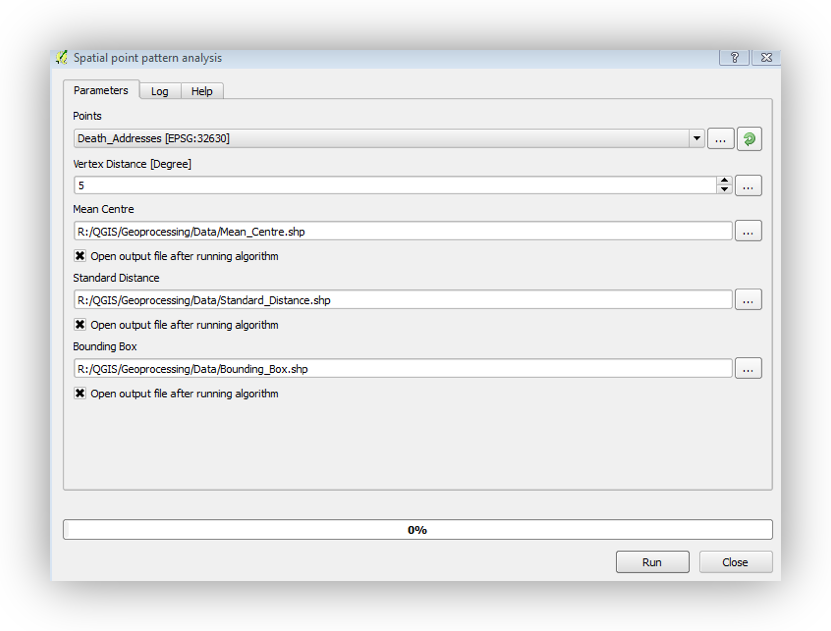 Spatial point pattern analysis
?
Parameters Log Help
Points
Death_Addresses [EPSG:32630]
...
Vertex Distance [Degree]
5
...
Mean Centre
R:/QGIS/Geoprocessing/Data/Mean_Centre.shp
...
Open output file after running algorithm
Standard Distance
R:/QGIS/Geoprocessing/Data/Standard_Distance.shp
...
Open output file after running algorithm
Bounding Box
R:/QGIS/Geoprocessing/Data/Bounding_Box.shp
...
Open output file after running algorithm
0%
Run Close